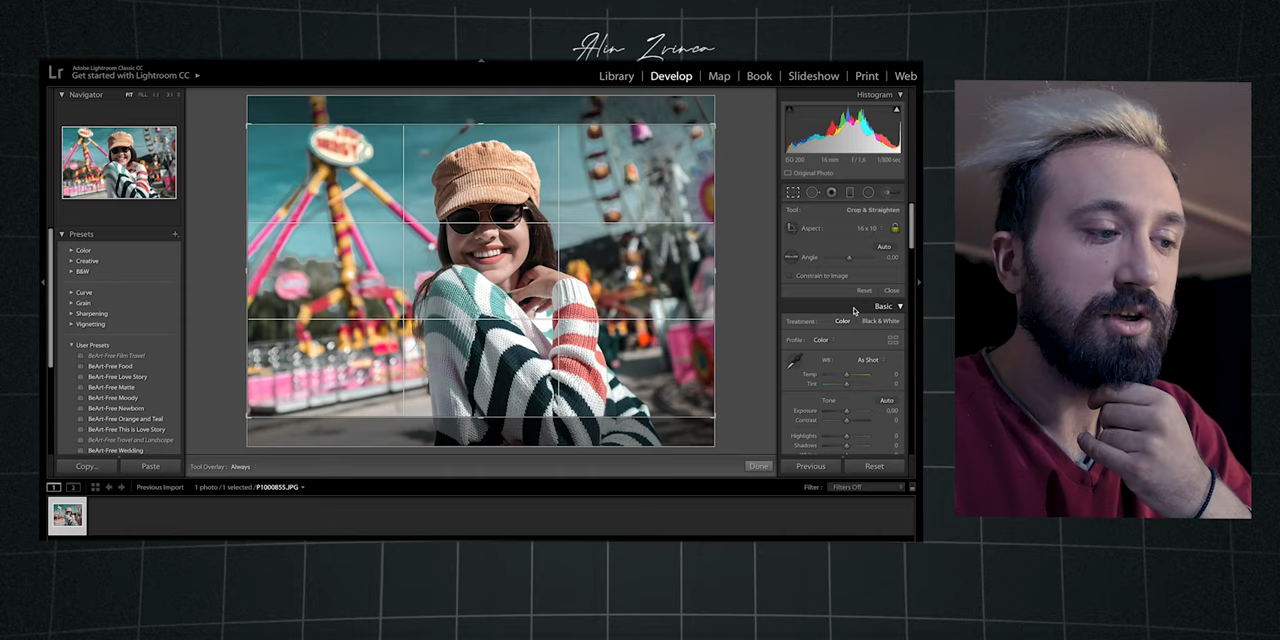 Alin Zvinca
Adobe Lightroom Classic CC
Lr Get started with Lightroom CC
Library | Develop | Map | Book | Slideshow | Print | Web
Navigator FIT FILL
Histogram
ISO 200 16 mm f / 1,6 1/800 sec
Original Photo
Tool : Crop & Straighten
Aspect : 16 x 10
Auto
Angle 0,00
Constrain to Image
Reset Close
Basic
Treatment : Color Black & White
Profile : Color
WB : As Shot
Temp 0
Tint 0
Tone Auto
Exposure 0,00
Contrast 0
Highlights 0
Shadows 0
Presets +
Color
Creative
B&W
Curve
Grain
Sharpening
Vignetting
User Presets
BeArt-Free Film Travel
BeArt-Free Food
BeArt-Free Love Story
BeArt-Free Matte
BeArt-Free Moody
BeArt-Free Newborn
BeArt-Free Orange and Teal
BeArt-Free This is Love Story
BeArt-Free Travel and Landscape
BeArt-Free Wedding
Copy... Paste
Tool Overlay : Always
Done
Previous Reset
1 2 Previous Import 1 photo / 1 selected / P1000855.JPG
Filter : Filters Off